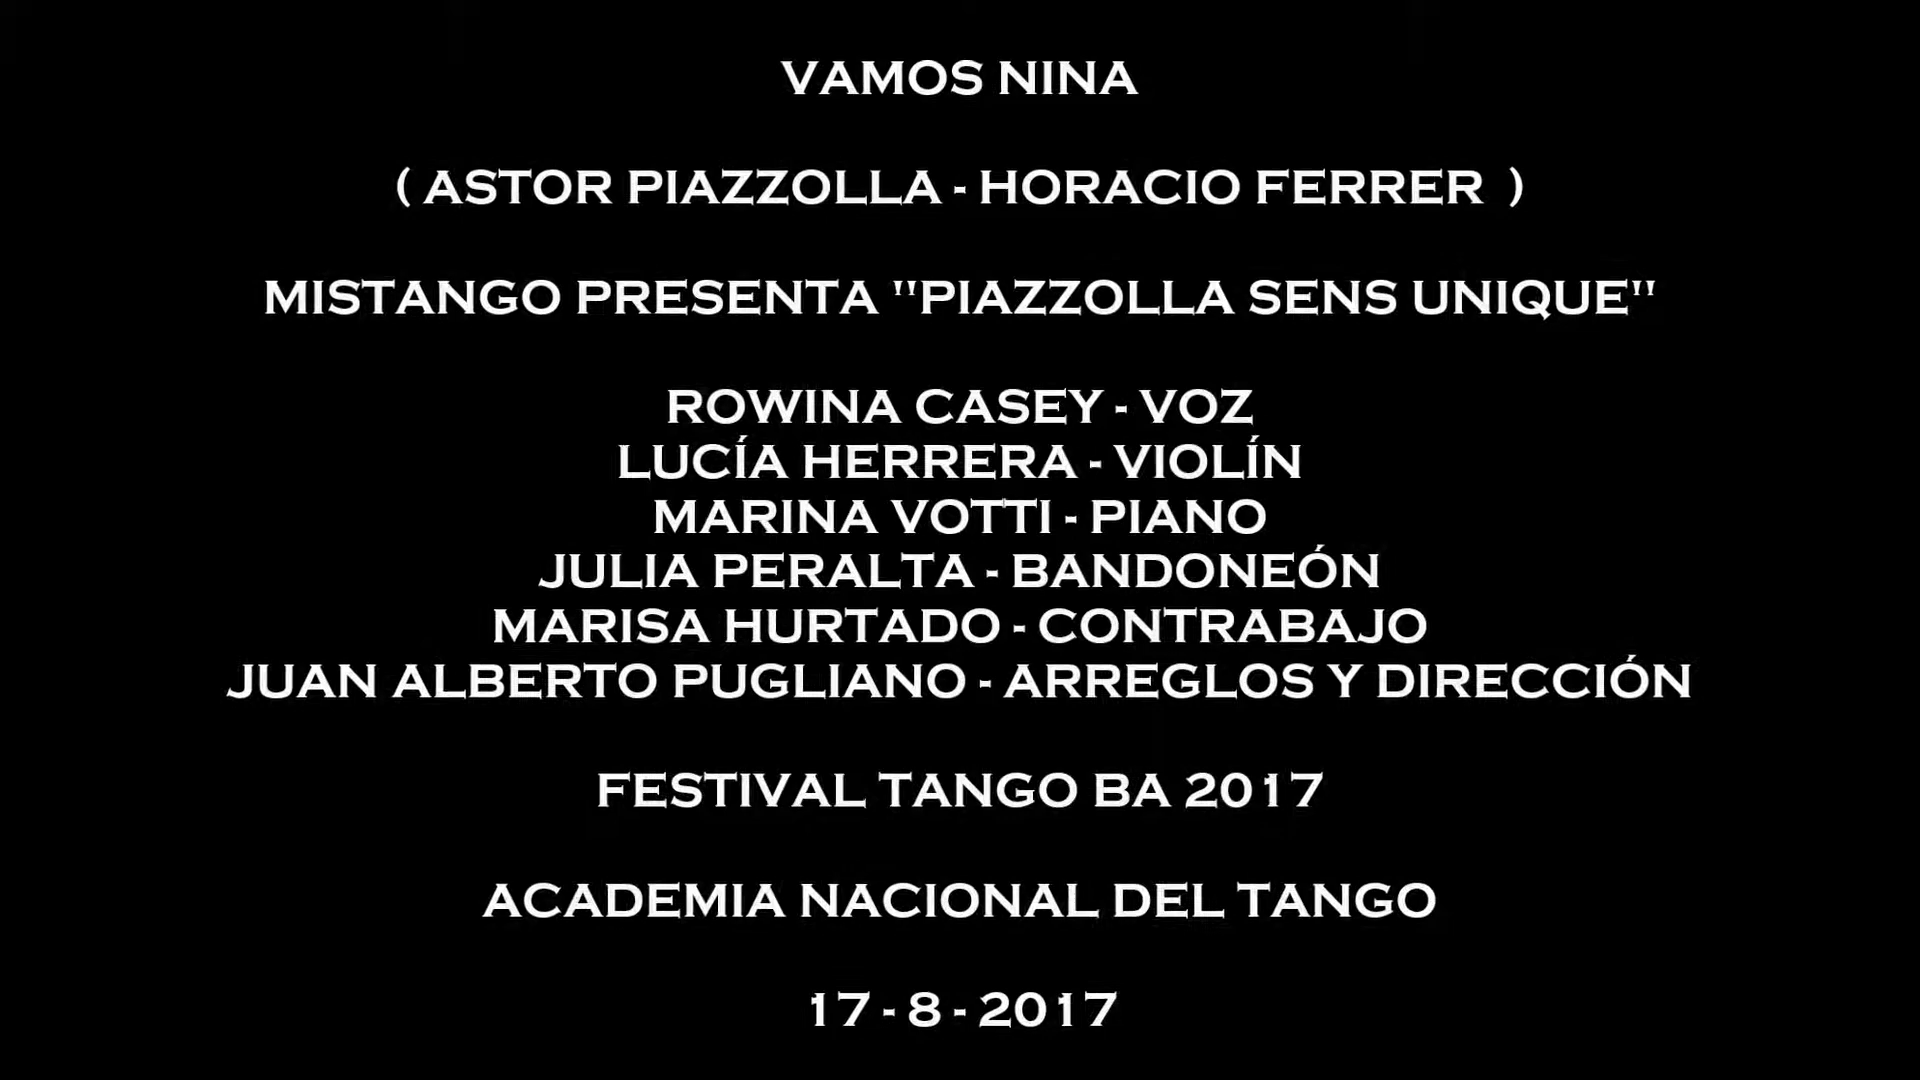 VAMOS NINA
( ASTOR PIAZZOLLA - HORACIO FERRER )
MISTANGO PRESENTA "PIAZZOLLA SENS UNIQUE"
ROWINA CASEY - VOZ
LUCÍA HERRERA - VIOLÍN
MARINA VOTTI - PIANO
JULIA PERALTA - BANDONEÓN
MARISA HURTADO - CONTRABAJO
JUAN ALBERTO PUGLIANO - ARREGLOS Y DIRECCIÓN
FESTIVAL TANGO BA 2017
ACADEMIA NACIONAL DEL TANGO
17 - 8 - 2017